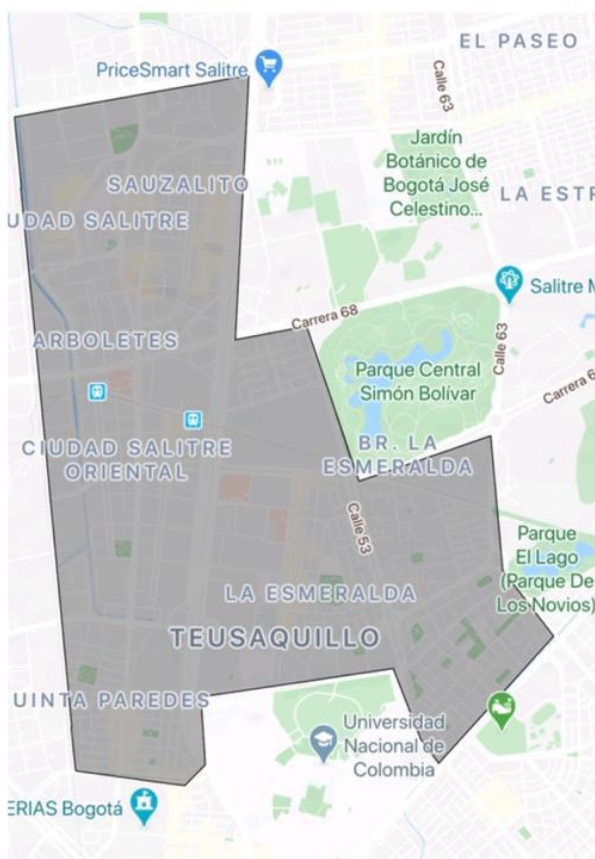 EL PASEO
PriceSmart Salitre
Calle 63
Jardín
Botánico de
Bogotá José
Celestino...
SAUZALITO
LA ESTR
UDAD SALITRE
Salitre M
Carrera 68
Calle 63
ARBOLETES
Parque Central
Simón Bolívar
Carrera 6
CIUDAD SALITRE
ORIENTAL
BR. LA
ESMERALDA
Calle 53
Parque
El Lago
(Parque De
Los Novios)
LA ESMERALDA
TEUSAQUILLO
UINTA PAREDES
Universidad
Nacional de
Colombia
ERIAS Bogotá